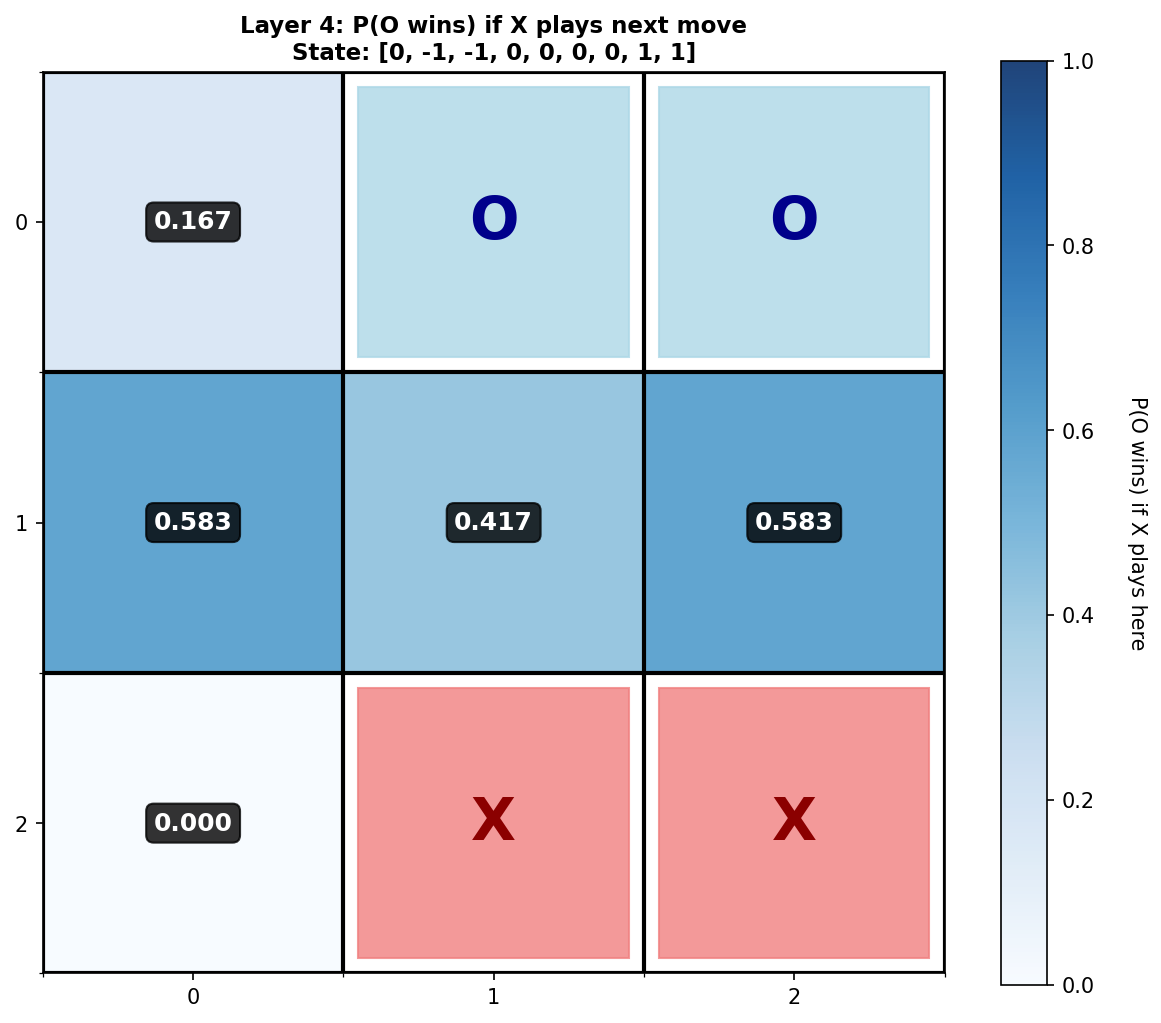 Layer 4: P(O wins) if X plays next move
State: [0, -1, -1, 0, 0, 0, 0, 1, 1]
0
0.167
O
O
1
0.583
0.417
0.583
2
0.000
X
X
0
1
2
1.0
0.8
0.6
0.4
0.2
0.0
P(O wins) if X plays here